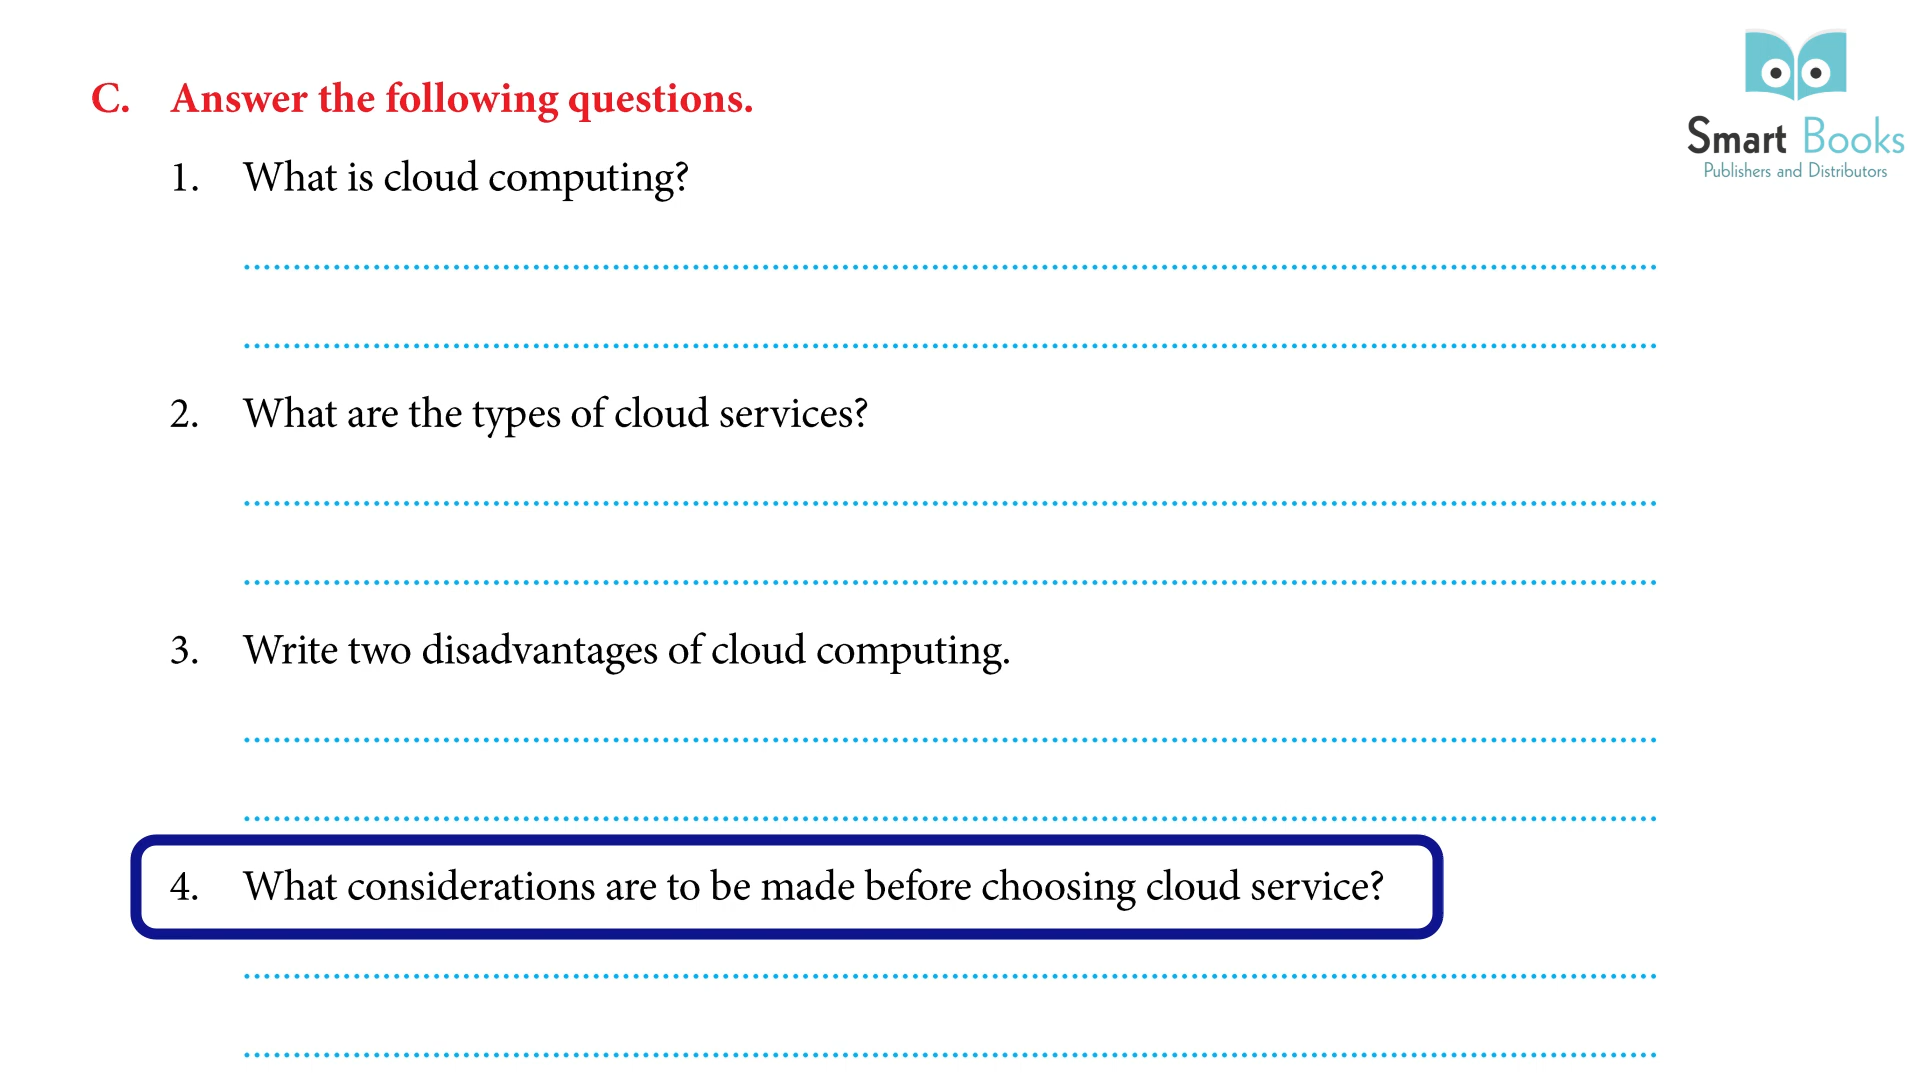 Smart Books
Publishers and Distributors
C. Answer the following questions.
1. What is cloud computing?
2. What are the types of cloud services?
3. Write two disadvantages of cloud computing.
4. What considerations are to be made before choosing cloud service?